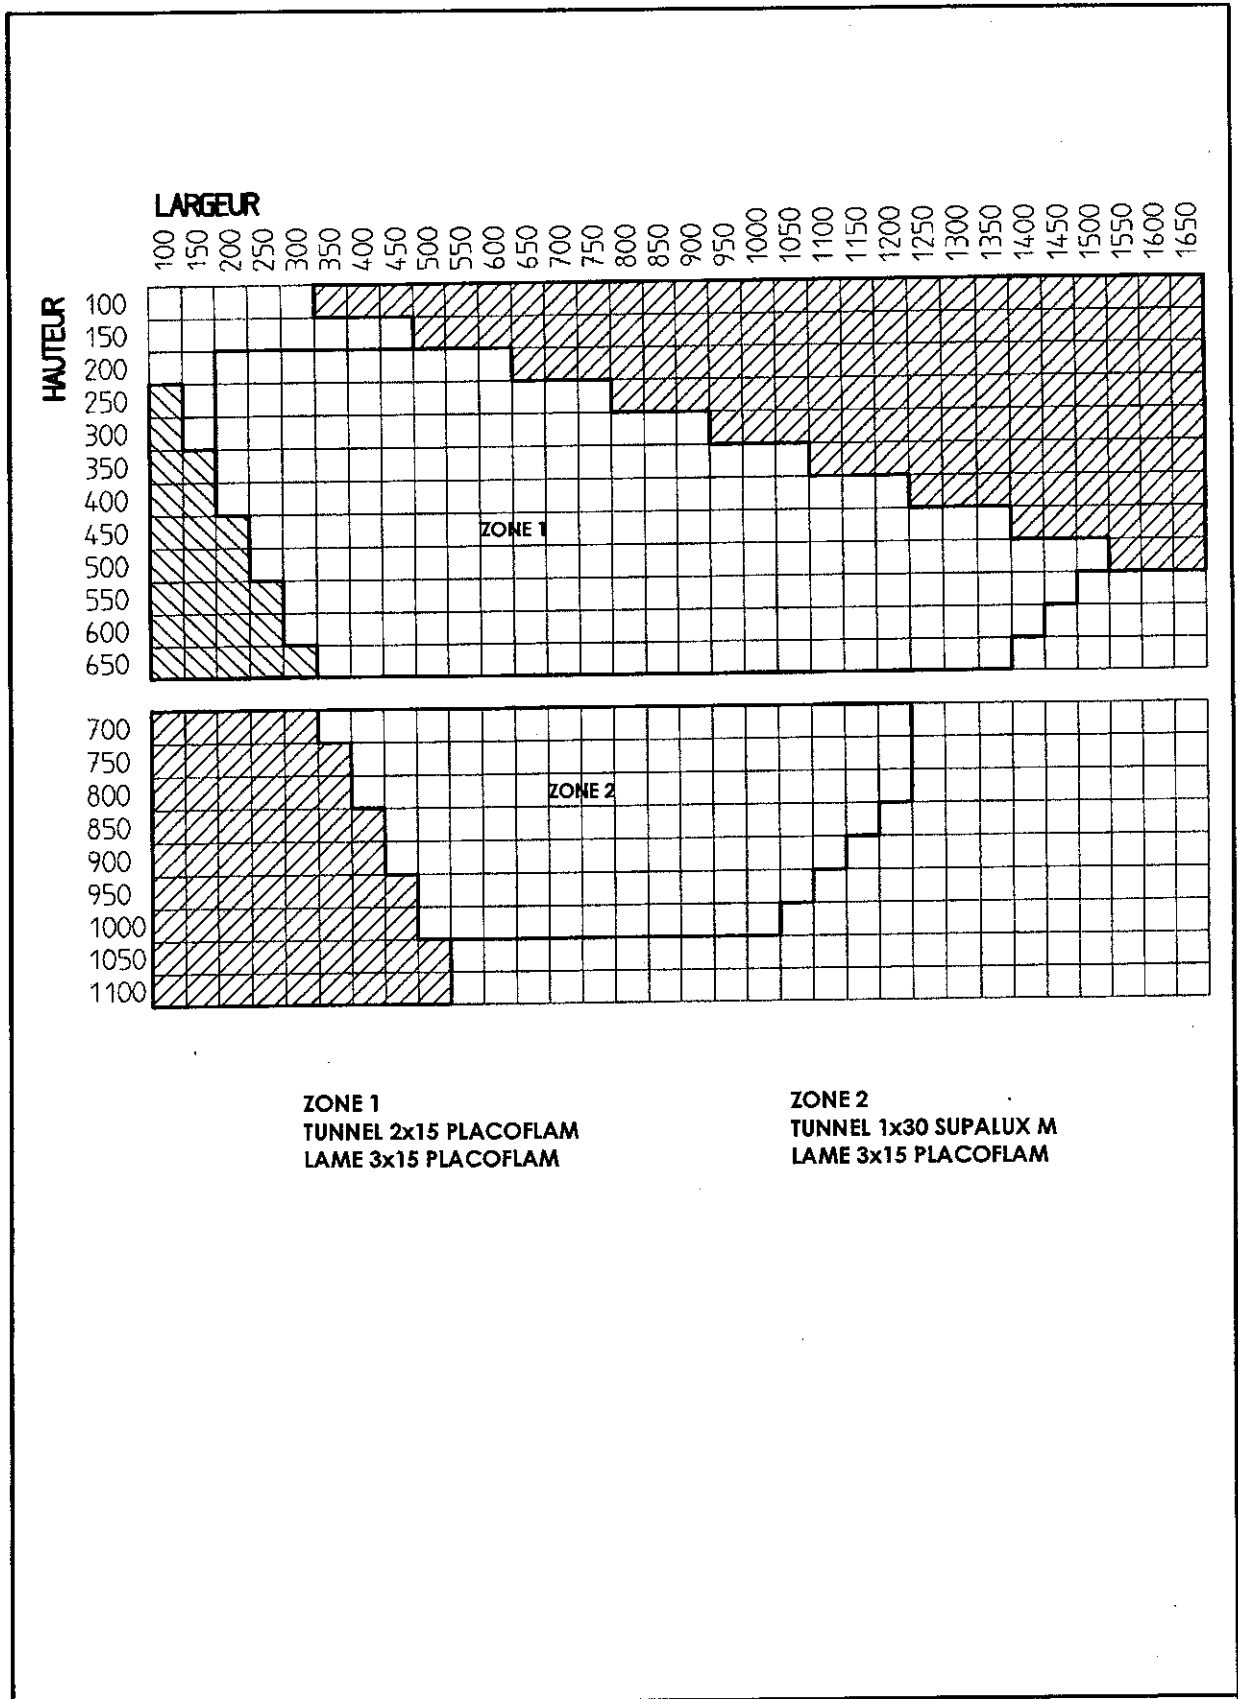 LARGEUR
100 150 200 250 300 350 400 450 500 550 600 650 700 750 800 850 900 950 1000 1050 1100 1150 1200 1250 1300 1350 1400 1450 1500 1550 1600 1650
HAUTEUR
100
150
200
250
300
350
400
450
500
550
600
650
ZONE 1
700
750
800
850
900
950
1000
1050
1100
ZONE 2
ZONE 1
TUNNEL 2x15 PLACOFLAM
LAME 3x15 PLACOFLAM
ZONE 2
TUNNEL 1x30 SUPALUX M
LAME 3x15 PLACOFLAM